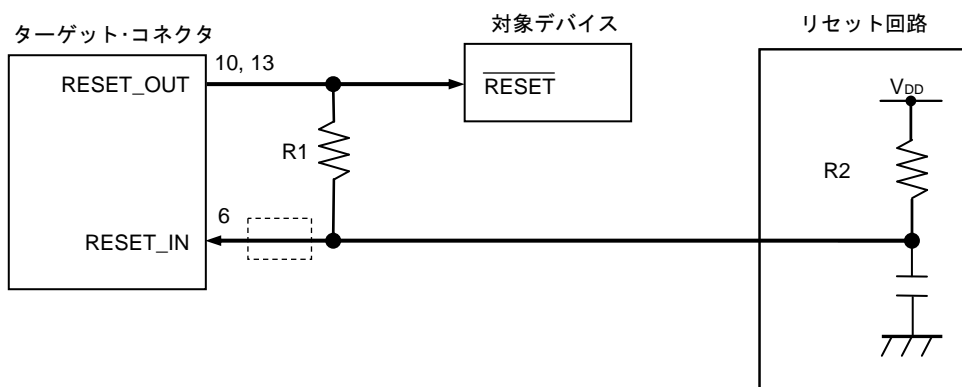 ターゲット・コネクタ
対象デバイス
リセット回路
RESET_OUT
10, 13
RESET
VDD
R1
R2
6
RESET_IN